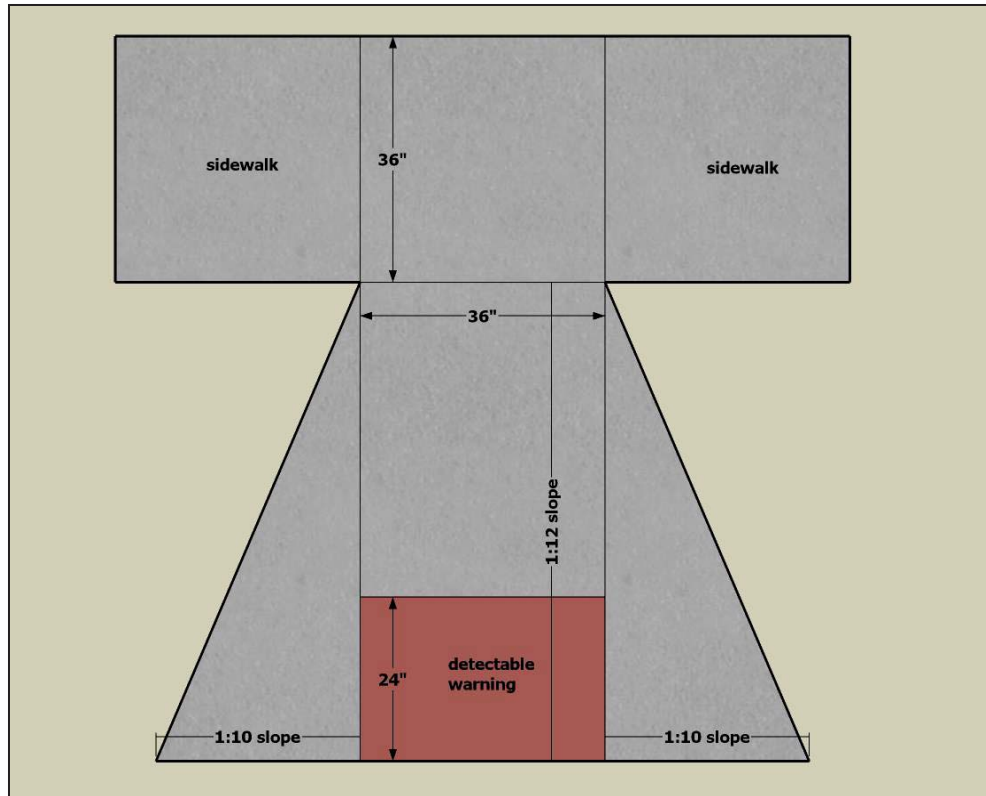 sidewalk
36"
sidewalk
36"
1:12 slope
detectable
warning
24"
1:10 slope
1:10 slope